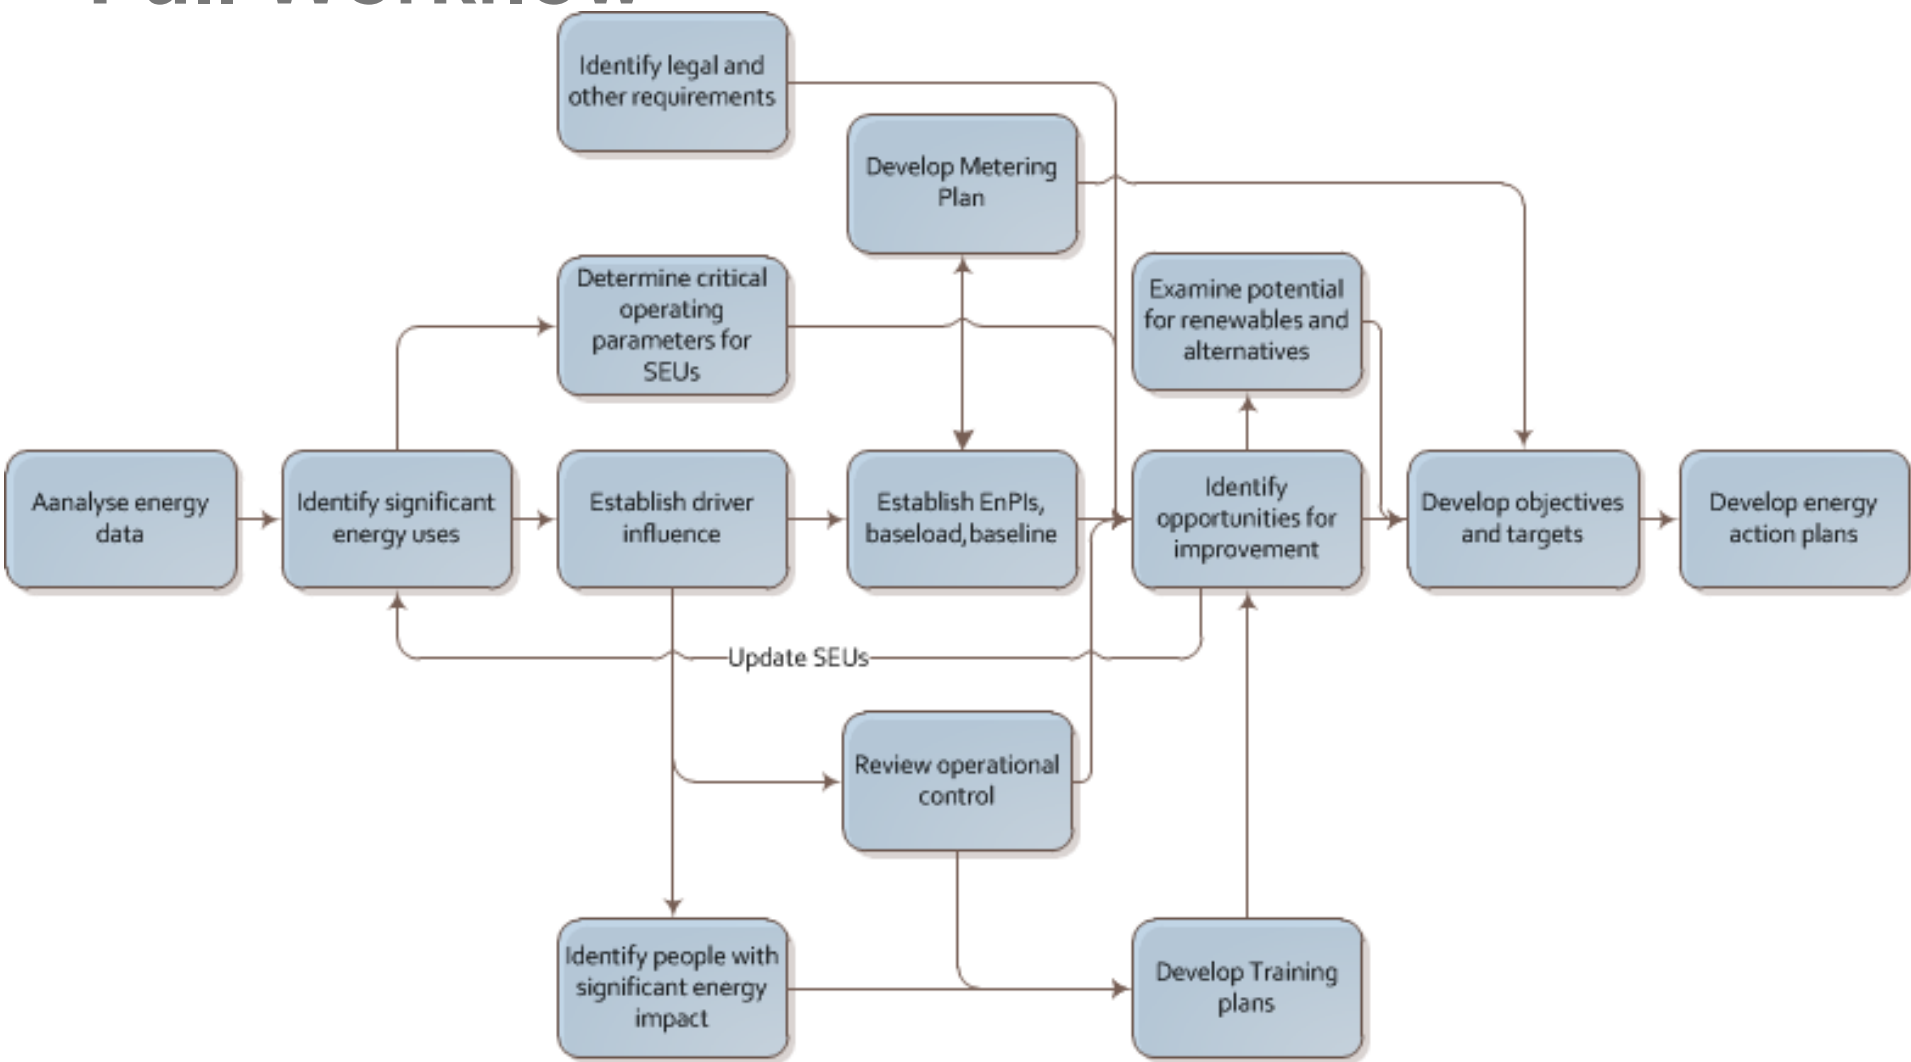 Identify legal and
other requirements
Develop Metering
Plan
Determine critical
operating
parameters for
SEUs
Examine potential
for renewables and
alternatives
Aanalyse energy
data
Identify significant
energy uses
Establish driver
influence
Establish EnPIs,
baseload, baseline
Identify
opportunities for
improvement
Develop objectives
and targets
Develop energy
action plans
Update SEUs
Review operational
control
Identify people with
significant energy
impact
Develop Training
plans